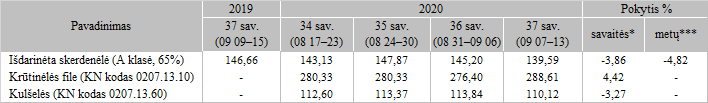 Pavadinimas 2019 2020 Pokytis %
37 sav. (09 09–15) 34 sav. (08 17–23) 35 sav. (08 24–30) 36 sav. (08 31–09 06) 37 sav. (09 07–13) savaitės* metų***
Išdarinėta skerdenėlė (A klasė, 65%) 146,66 143,13 147,87 145,20 139,59 -3,86 -4,82
Krūtinėlės file (KN kodas 0207.13.10) - 280,33 280,33 276,40 288,61 4,42 -
Kulšelės (KN kodas 0207.13.60) - 112,60 113,37 113,84 110,12 -3,27 -